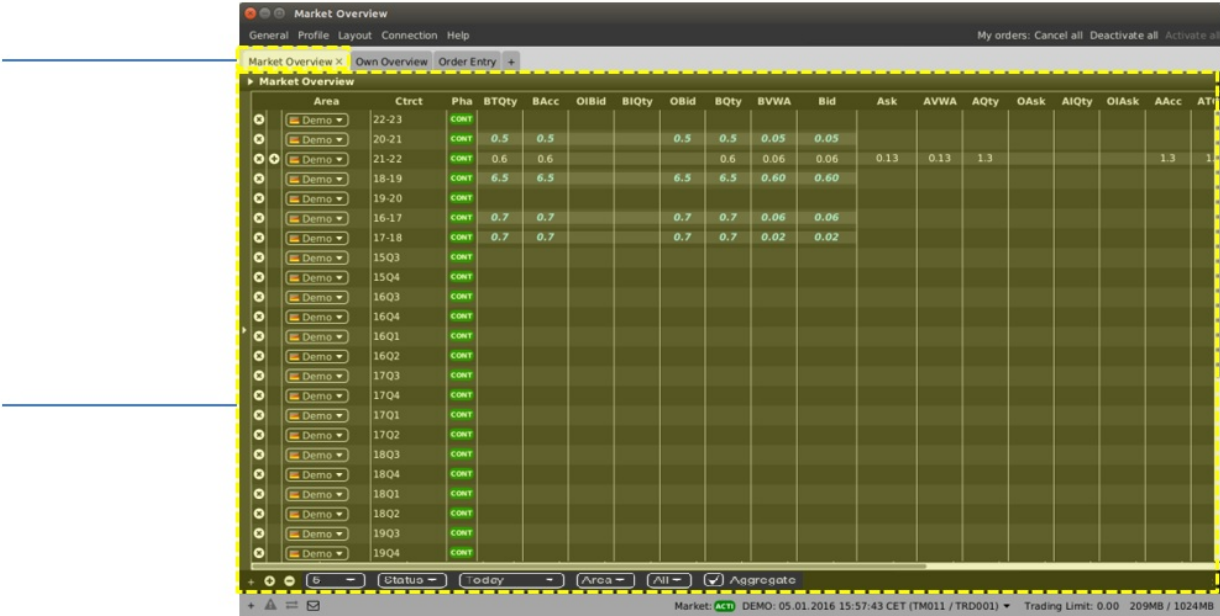 Market Overview
General Profile Layout Connection Help My orders: Cancel all Deactivate all Activate all
Market Overview × Own Overview Order Entry +
Market Overview
Area Ctrct Pha BTQty BAcc OIBid BIQty OBid BQty BVWA Bid Ask AVWA AQty OAsk AIQty OIAsk AAcc
Demo 22-23 CONT
Demo 20-21 CONT 0.5 0.5 0.5 0.5 0.05 0.05
Demo 21-22 CONT 0.6 0.6 0.6 0.06 0.06 0.13 0.13 1.3 1.3
Demo 18-19 CONT 6.5 6.5 6.5 6.5 0.60 0.60
Demo 19-20 CONT
Demo 16-17 CONT 0.7 0.7 0.7 0.7 0.06 0.06
Demo 17-18 CONT 0.7 0.7 0.7 0.7 0.02 0.02
Demo 15Q3 CONT
Demo 15Q4 CONT
Demo 16Q3 CONT
Demo 16Q4 CONT
Demo 16Q1 CONT
Demo 16Q2 CONT
Demo 17Q3 CONT
Demo 17Q4 CONT
Demo 17Q1 CONT
Demo 17Q2 CONT
Demo 18Q3 CONT
Demo 18Q4 CONT
Demo 18Q1 CONT
Demo 18Q2 CONT
Demo 19Q3 CONT
Demo 19Q4 CONT
Status Today Area All Aggregate
Market: ACTI DEMO: 05.01.2016 15:57:43 CET (TM011 / TRD001) Trading Limit: 0.00 209MB / 1024MB